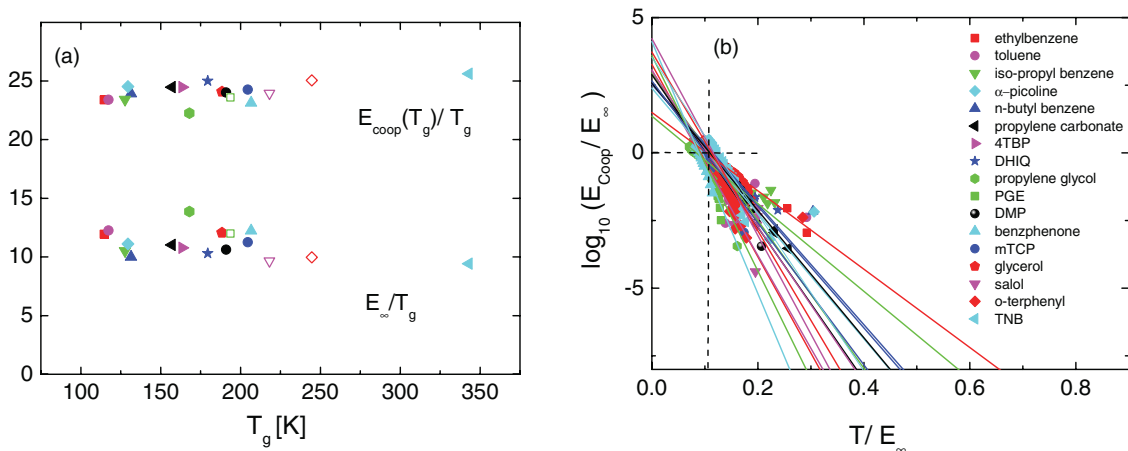 (a)
25
20
15
10
5
0
E_coop(T_g)/ T_g
E_∞/T_g
100 150 200 250 300 350
T_g [K]
(b)
5
0
-5
log_10 (E_Coop/ E_∞)
0.0 0.2 0.4 0.6 0.8
T/ E_∞
ethylbenzene
toluene
iso-propyl benzene
α-picoline
n-butyl benzene
propylene carbonate
4TBP
DHIQ
propylene glycol
PGE
DMP
benzphenone
mTCP
glycerol
salol
o-terphenyl
TNB